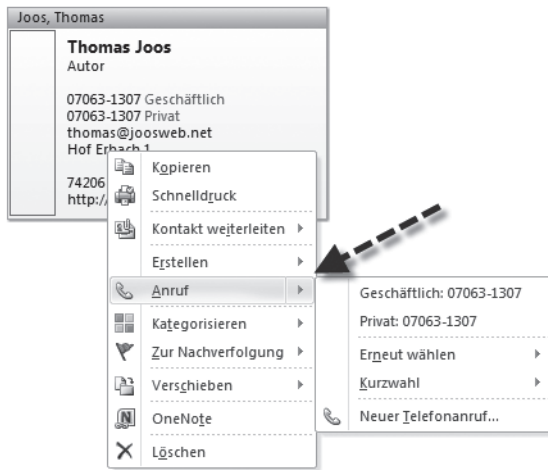 Joos, Thomas
Thomas Joos
Autor
07063-1307 Geschäftlich
07063-1307 Privat
thomas@joosweb.net
Hof Erbach 1
74206
http://
Kopieren
Schnelldruck
Kontakt weiterleiten
Erstellen
Anruf
Kategorisieren
Zur Nachverfolgung
Verschieben
OneNote
Löschen
Geschäftlich: 07063-1307
Privat: 07063-1307
Erneut wählen
Kurzwahl
Neuer Telefonanruf...